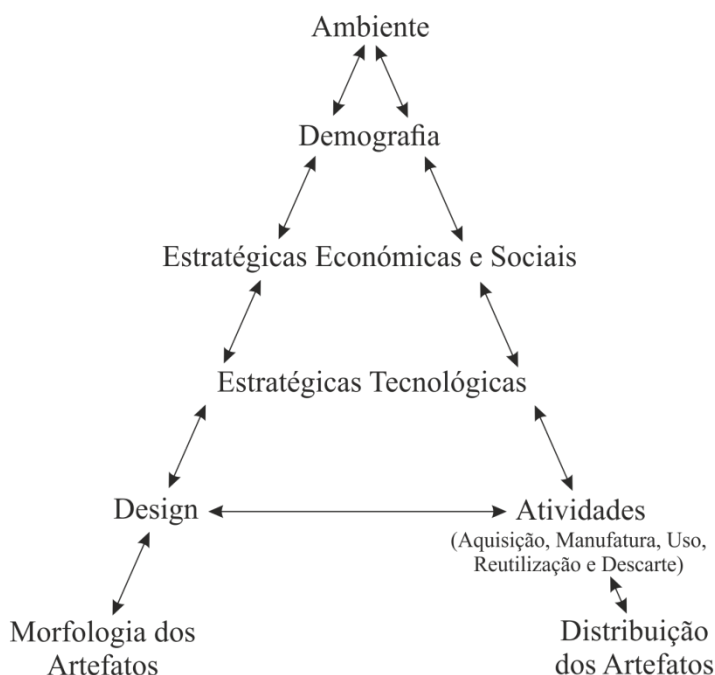 Ambiente
Demografia
Estratégicas Económicas e Sociais
Estratégicas Tecnológicas
Design
Atividades
(Aquisição, Manufatura, Uso,
Reutilização e Descarte)
Morfologia dos
Artefatos
Distribuição
dos Artefatos